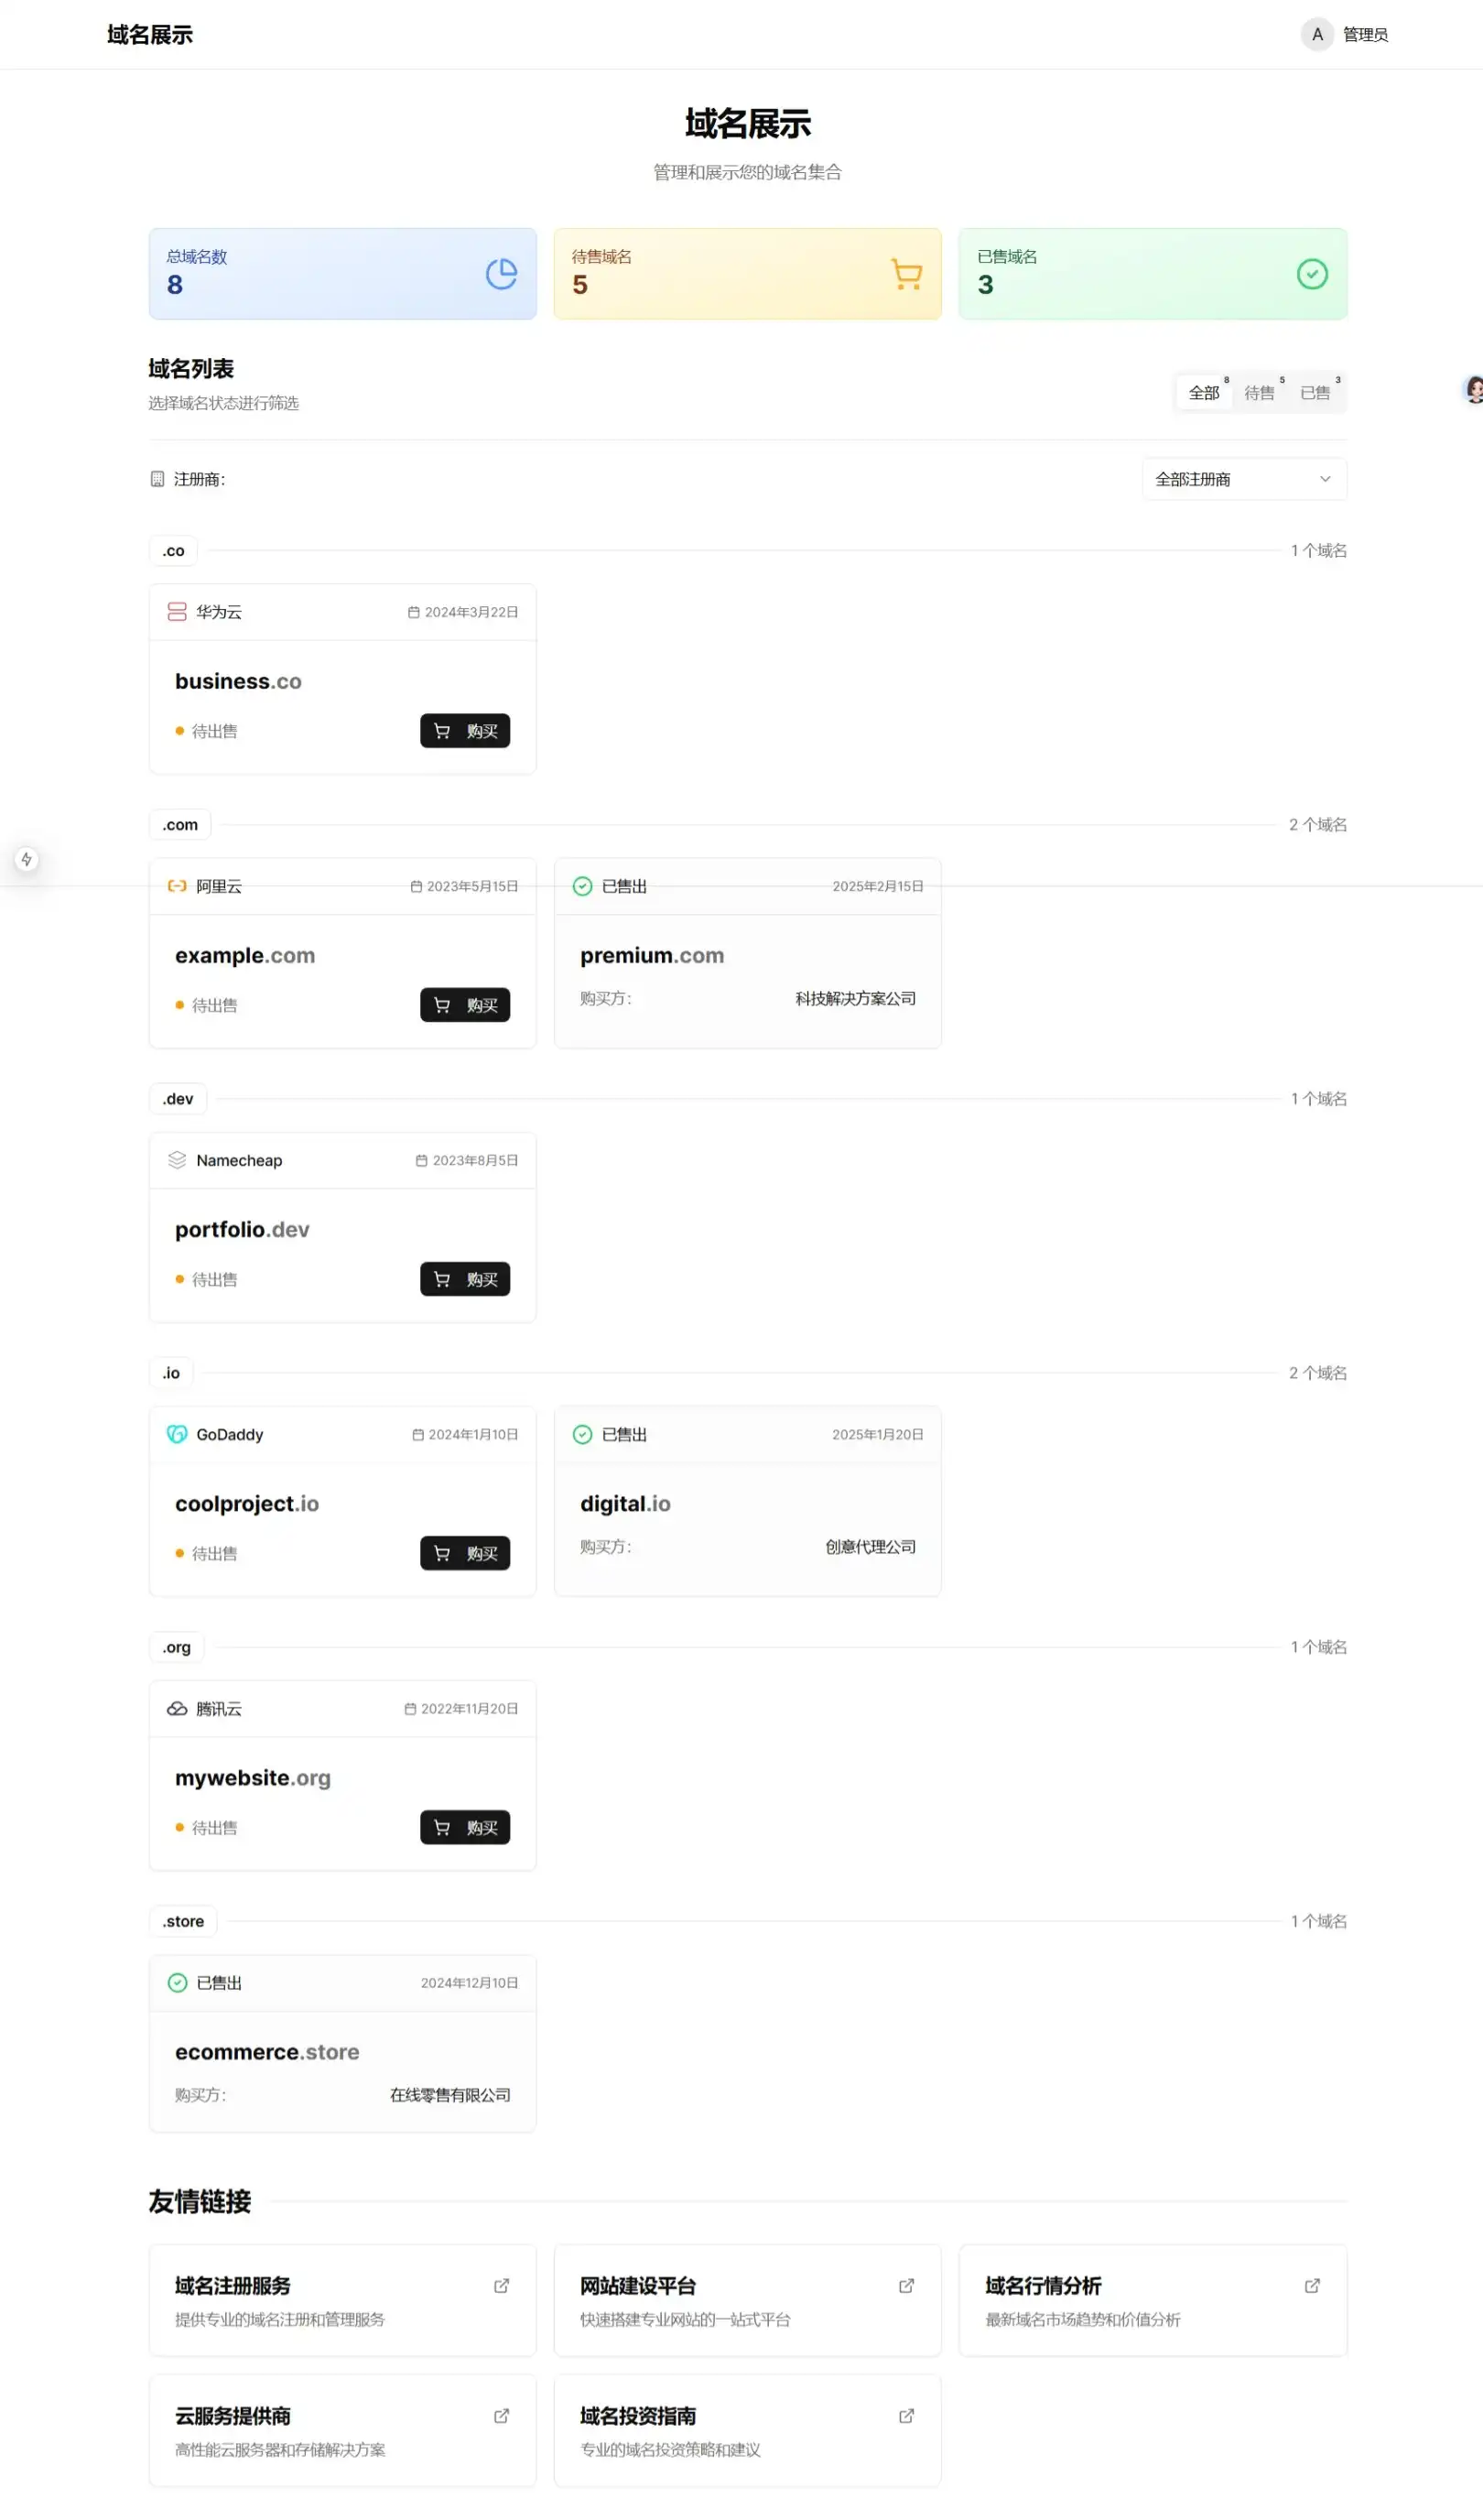 域名展示
A 管理员
域名展示
管理和展示您的域名集合
总域名数
8
待售域名
5
已售域名
3
域名列表
选择域名状态进行筛选
全部 8 待售 5 已售 3
注册商:
全部注册商
.co
1 个域名
华为云 2024年3月22日
business.co
待出售 购买
.com
2 个域名
阿里云 2023年5月15日
example.com
待出售 购买
已售出 2025年2月15日
premium.com
购买方: 科技解决方案公司
.dev
1 个域名
Namecheap 2023年8月5日
portfolio.dev
待出售 购买
.io
2 个域名
GoDaddy 2024年1月10日
coolproject.io
待出售 购买
已售出 2025年1月20日
digital.io
购买方: 创意代理公司
.org
1 个域名
腾讯云 2022年11月20日
mywebsite.org
待出售 购买
.store
1 个域名
已售出 2024年12月10日
ecommerce.store
购买方: 在线零售有限公司
友情链接
域名注册服务
提供专业的域名注册和管理服务
网站建设平台
快速搭建专业网站的一站式平台
域名行情分析
最新域名市场趋势和价值分析
云服务提供商
高性能云服务器和存储解决方案
域名投资指南
专业的域名投资策略和建议